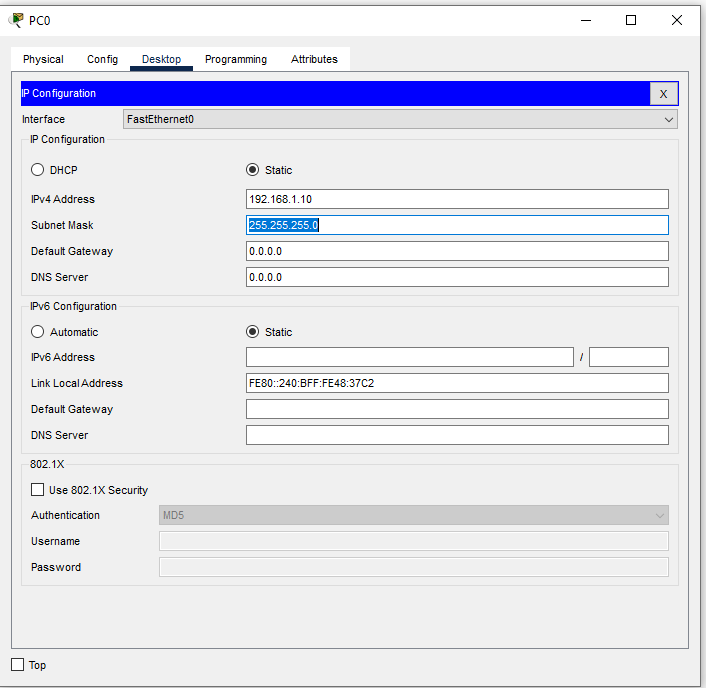 PC0
Physical Config Desktop Programming Attributes
IP Configuration X
Interface FastEthernet0
IP Configuration
DHCP Static
IPv4 Address 192.168.1.10
Subnet Mask 255.255.255.0
Default Gateway 0.0.0.0
DNS Server 0.0.0.0
IPv6 Configuration
Automatic Static
IPv6 Address /
Link Local Address FE80::240:BFF:FE48:37C2
Default Gateway
DNS Server
802.1X
Use 802.1X Security
Authentication MD5
Username
Password
Top